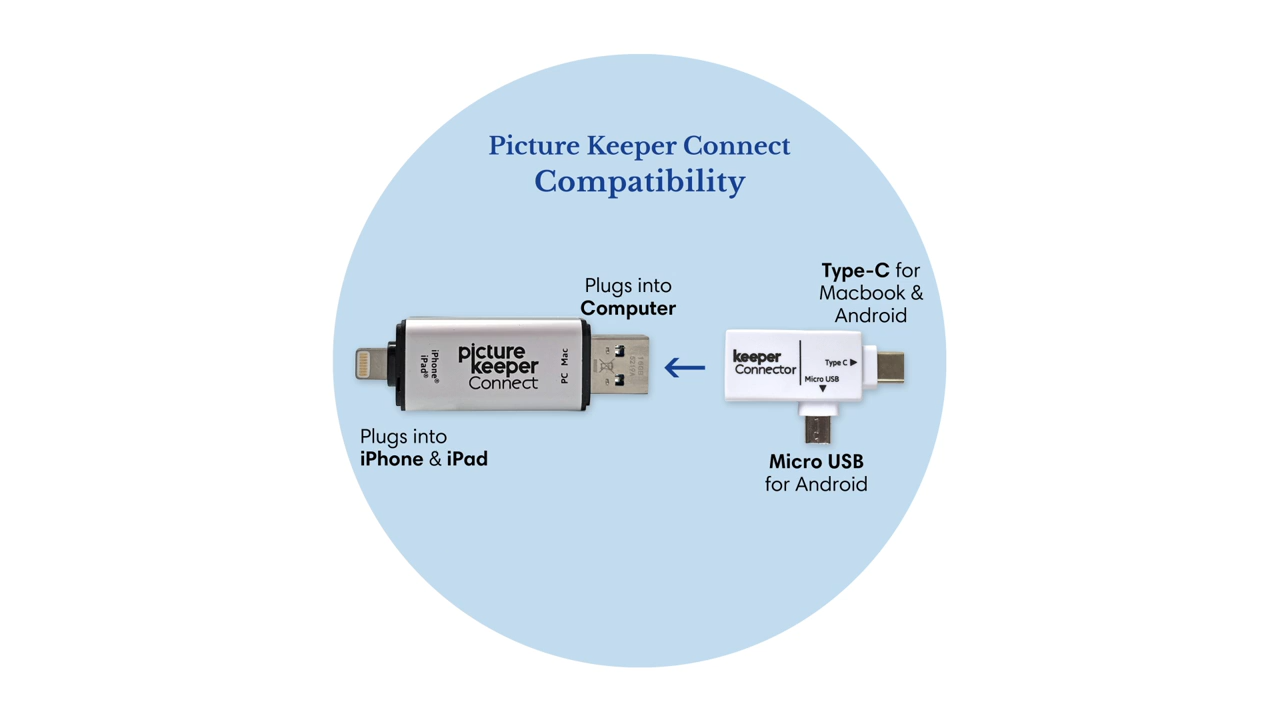 Picture Keeper Connect
Compatibility
Type-C for
Macbook &
Android
Plugs into
Computer
iPhone®
iPad®
picture
keeper
Connect
PC Mac
keeper
Connector
Type C ▶
Micro USB
▼
Plugs into
iPhone & iPad
Micro USB
for Android